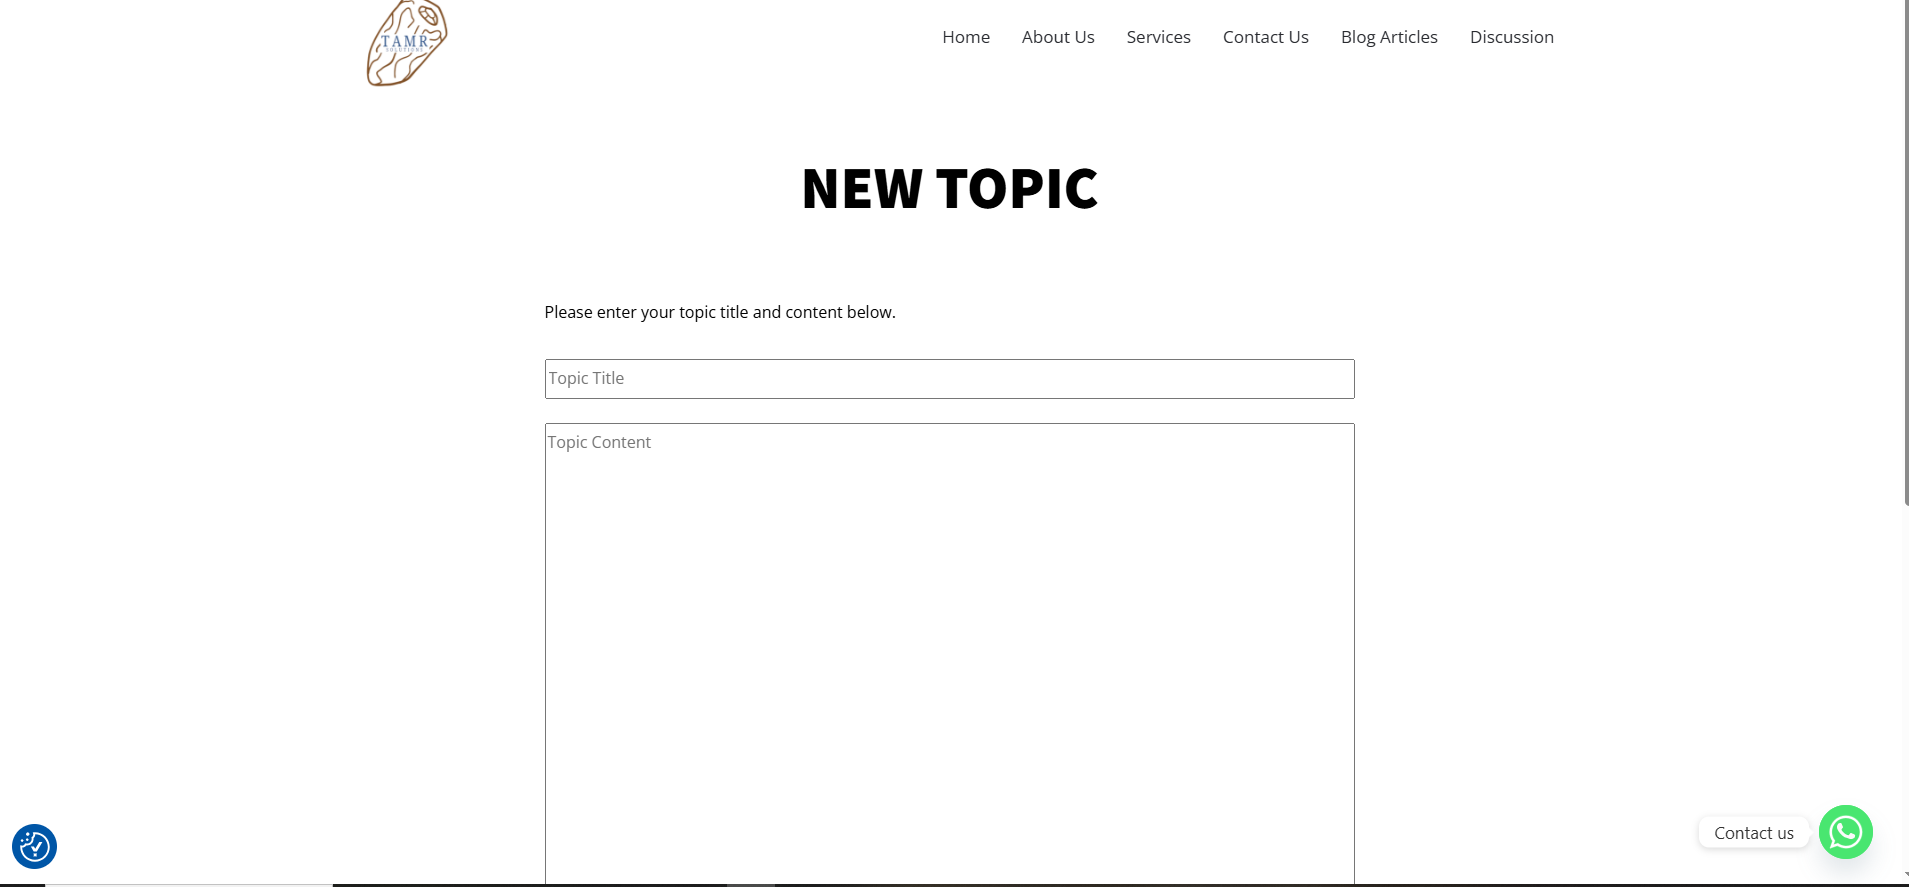 TAMR
SOLUTIONS
Home About Us Services Contact Us Blog Articles Discussion
NEW TOPIC
Please enter your topic title and content below.
Topic Title
Topic Content
Contact us